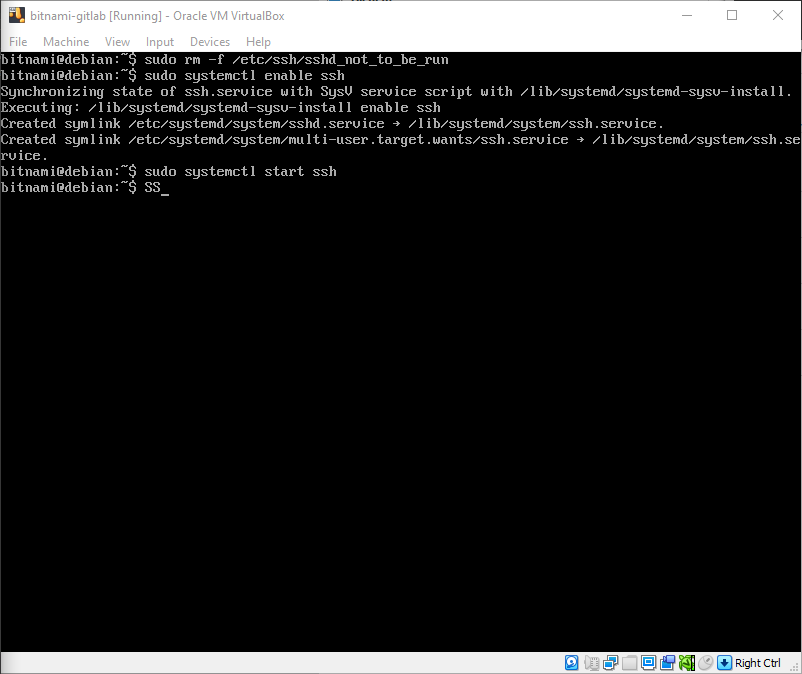 bitnami-gitlab [Running] - Oracle VM VirtualBox
File Machine View Input Devices Help
bitnami@debian:~$ sudo rm -f /etc/ssh/sshd_not_to_be_run
bitnami@debian:~$ sudo systemctl enable ssh
Synchronizing state of ssh.service with SysV service script with /lib/systemd/systemd-sysv-install.
Executing: /lib/systemd/systemd-sysv-install enable ssh
Created symlink /etc/systemd/system/sshd.service → /lib/systemd/system/ssh.service.
Created symlink /etc/systemd/system/multi-user.target.wants/ssh.service → /lib/systemd/system/ssh.se
rvice.
bitnami@debian:~$ sudo systemctl start ssh
bitnami@debian:~$ SS_
Right Ctrl